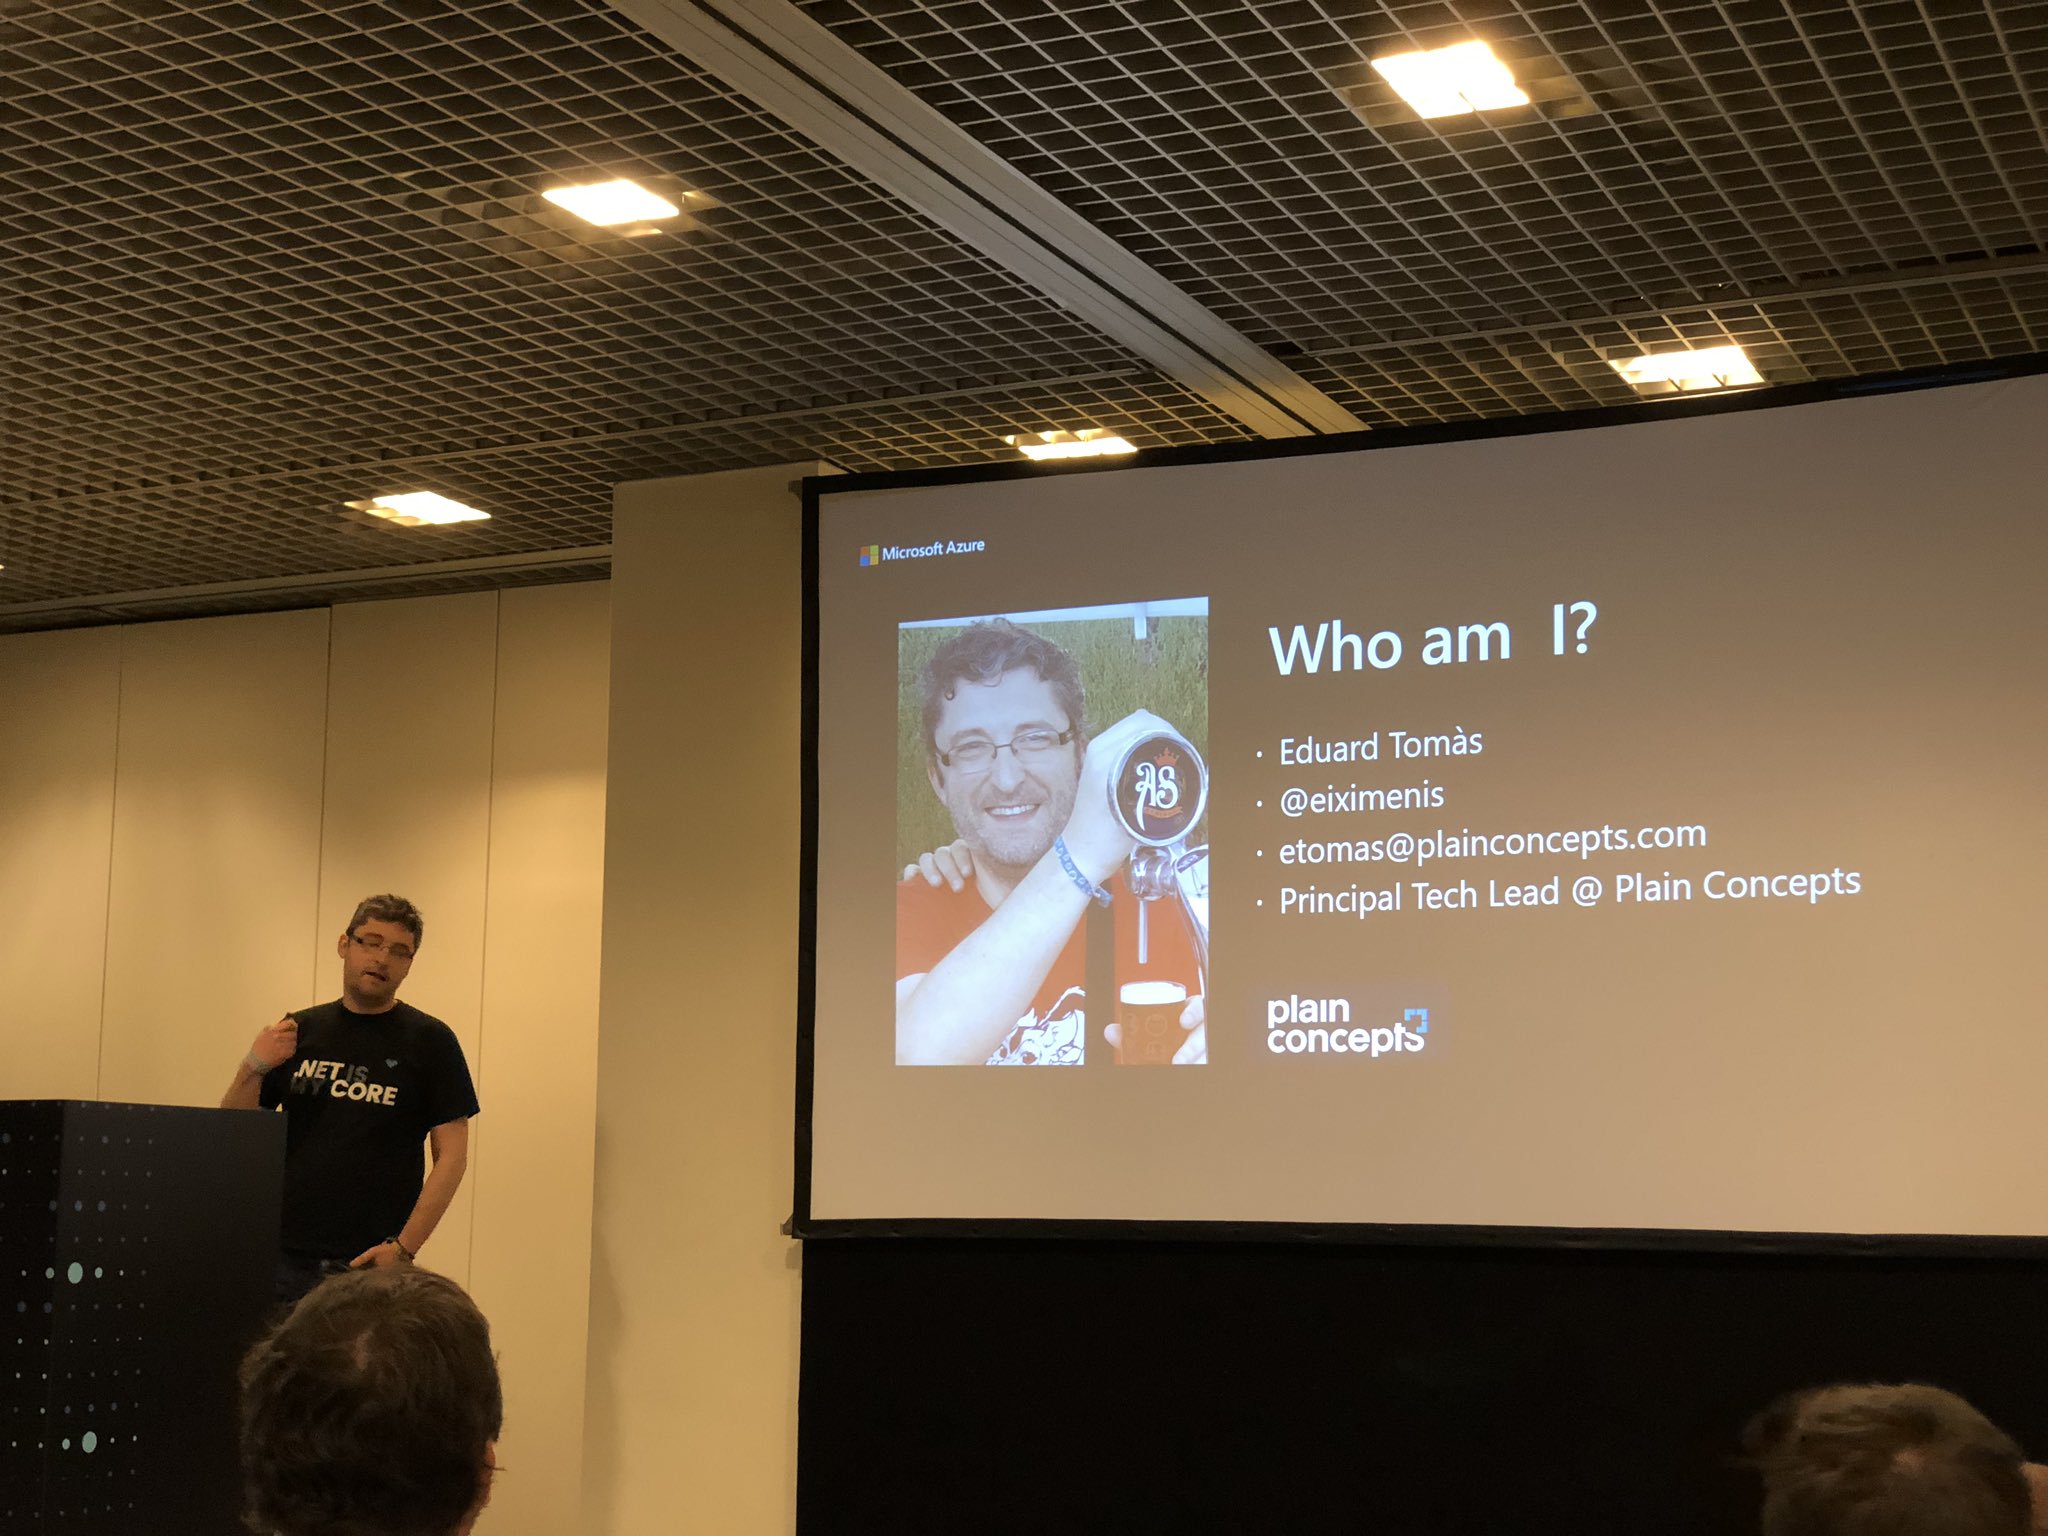 Microsoft Azure
Who am I?
• Eduard Tomàs
• @eiximenis
• etomas@plainconcepts.com
• Principal Tech Lead @ Plain Concepts
plain
concepts
AS
.NET IS
MY CORE